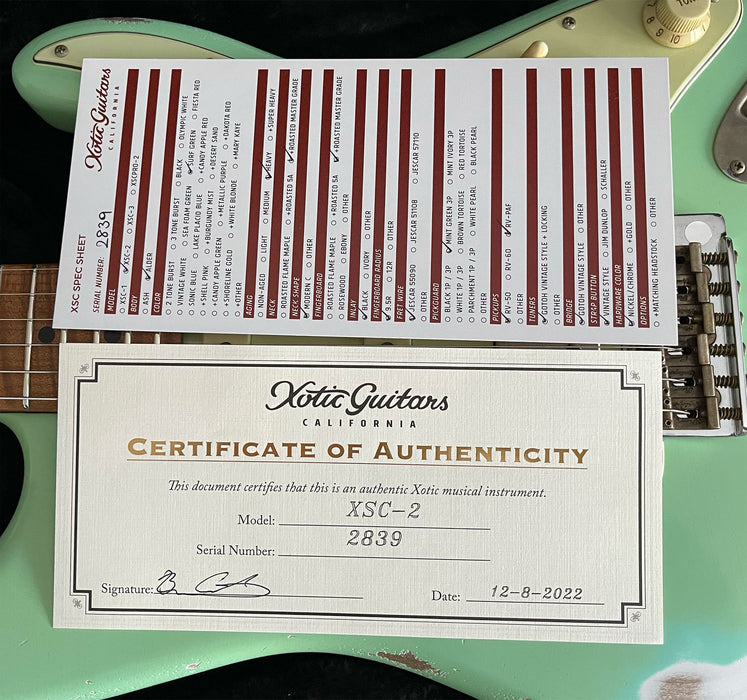 XSC SPEC SHEET
Xotic Guitars
CALIFORNIA
SERIAL NUMBER: 2839
MODEL
○ XSC-1 ✓ XSC-2 ○ XSC-3 ○ XSCPRO-2
BODY
○ ASH ✓ ALDER
COLOR
○ 2 TONE BURST ○ 3 TONE BURST ○ BLACK ○ OLYMPIC WHITE
○ VINTAGE WHITE ○ SEA FOAM GREEN ✓ SURF GREEN ○ FIESTA RED
○ SONIC BLUE ○ LAKE PLACID BLUE ○ +CANDY APPLE RED
○ +SHELL PINK ○ +BURGUNDY MIST ○ +DESERT SAND
○ +CANDY APPLE GREEN ○ +METALLIC PURPLE ○ +DAKOTA RED
○ +SHORELINE GOLD ○ +WHITE BLONDE ○ +MARY KAYE
○ +OTHER
AGING
○ NON-AGED ○ LIGHT ○ MEDIUM ✓ HEAVY ○ +SUPER HEAVY
NECK
○ ROASTED FLAME MAPLE ○ +ROASTED 5A ✓ +ROASTED MASTER GRADE
NECK SHAPE
✓ MODERN C ○ OTHER
FINGERBOARD
○ ROASTED FLAME MAPLE ○ +ROASTED 5A ✓ +ROASTED MASTER GRADE
○ ROSEWOOD ○ EBONY ○ OTHER
INLAY
✓ BLACK ○ IVORY ○ OTHER
FINGERBOARD RADIUS
✓ 9.5R ○ 12R ○ OTHER
FRET WIRE
✓ JESCAR 55090 ○ JESCAR 51108 ○ JESCAR 57110
○ OTHER
PICKGUARD
○ BLACK 1P / 3P ✓ MINT GREEN 3P ○ MINT IVORY 3P
○ WHITE 1P / 3P ○ BROWN TORTOISE ○ RED TORTOISE
○ PARCHMENT 1P / 3P ○ WHITE PEARL ○ BLACK PEARL
○ OTHER
PICKUPS
✓ RV-50 ○ RV-60 ✓ RV-PAF
○ OTHER
TUNERS
✓ GOTOH VINTAGE STYLE ○ +LOCKING
○ OTHER
BRIDGE
✓ GOTOH VINTAGE STYLE ○ OTHER
STRAP BUTTON
✓ VINTAGE STYLE ○ JIM DUNLOP ○ SCHALLER
HARDWARE COLOR
✓ NICKEL/CHROME ○ +GOLD ○ OTHER
OPTIONS
○ +MATCHING HEADSTOCK ○ OTHER
TONE
10
9
8
Xotic Guitars
CALIFORNIA
CERTIFICATE OF AUTHENTICITY
This document certifies that this is an authentic Xotic musical instrument.
Model: XSC-2
Serial Number: 2839
Signature:
Date: 12-8-2022